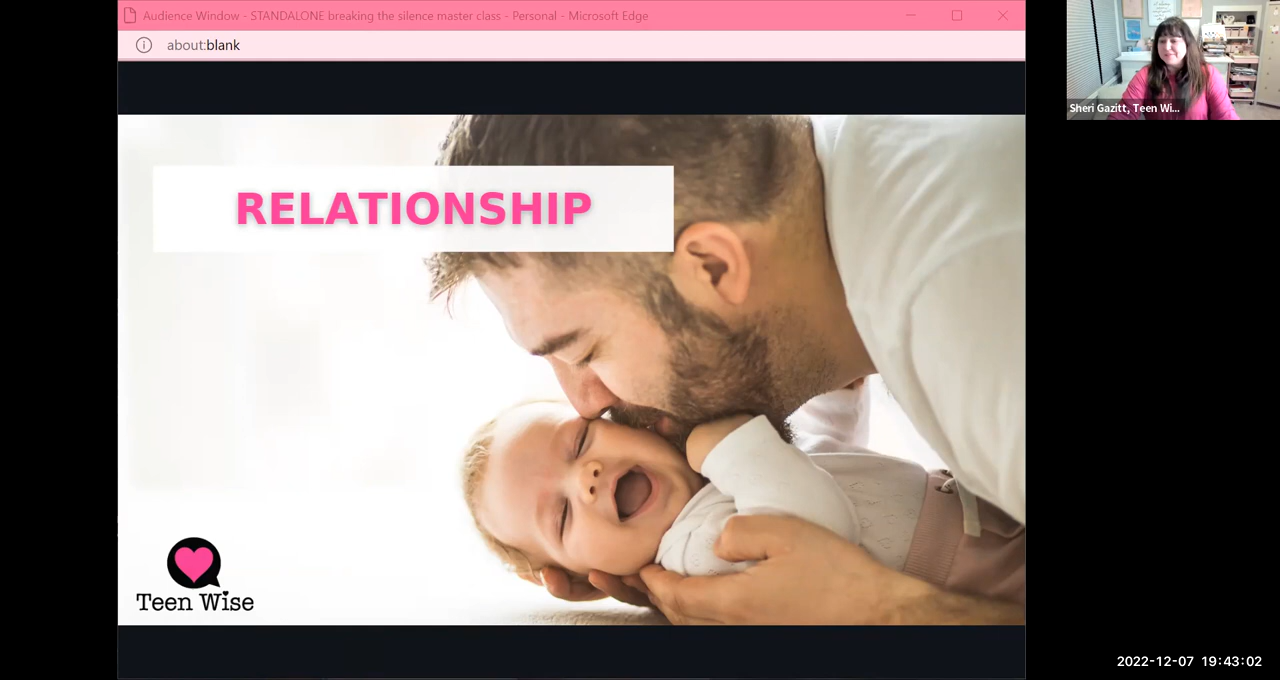 Audience Window - STANDALONE breaking the silence master class - Personal - Microsoft Edge
about:blank
Sheri Gazitt, Teen Wi...
RELATIONSHIP
Teen Wise
2022-12-07 19:43:02